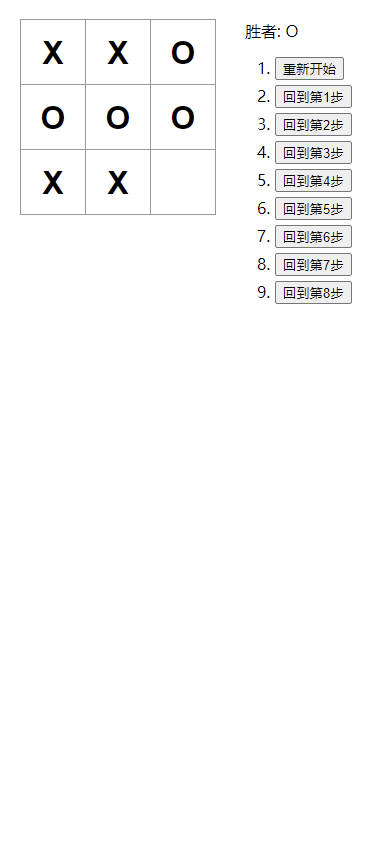 X X O
O O O
X X
胜者: O
1. 重新开始
2. 回到第1步
3. 回到第2步
4. 回到第3步
5. 回到第4步
6. 回到第5步
7. 回到第6步
8. 回到第7步
9. 回到第8步